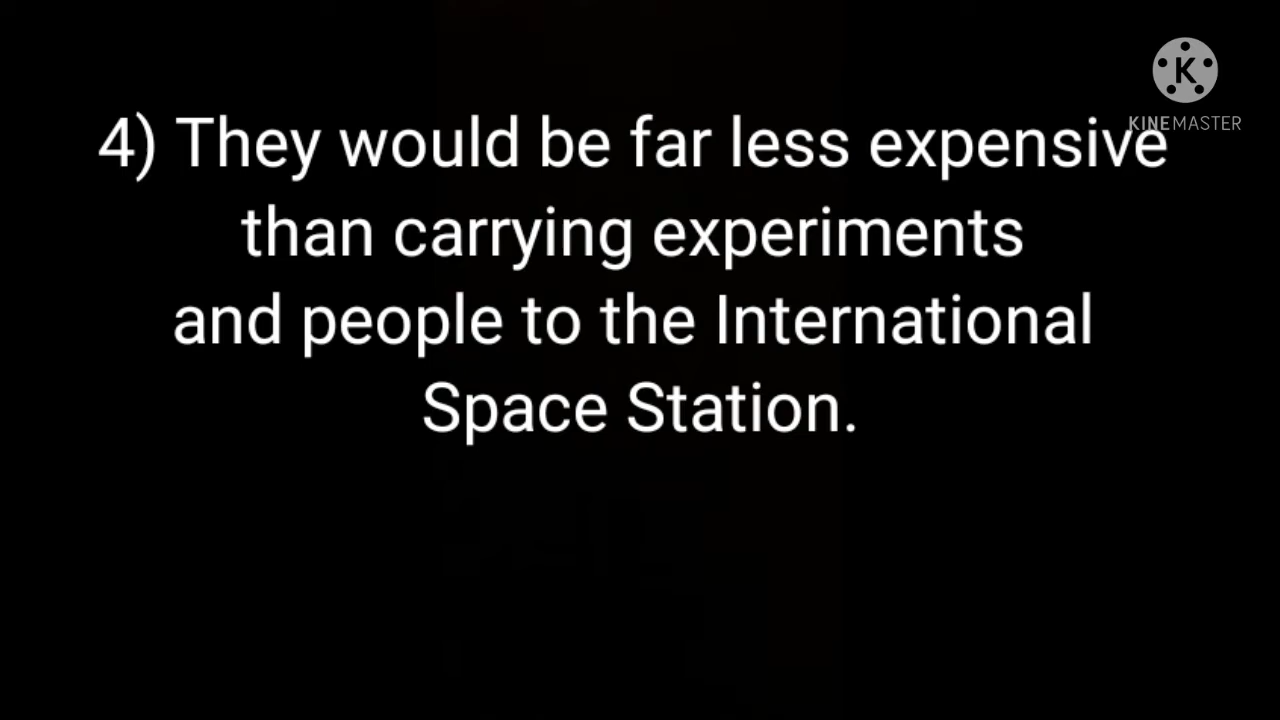 K
KINEMASTER
4) They would be far less expensive
than carrying experiments
and people to the International
Space Station.